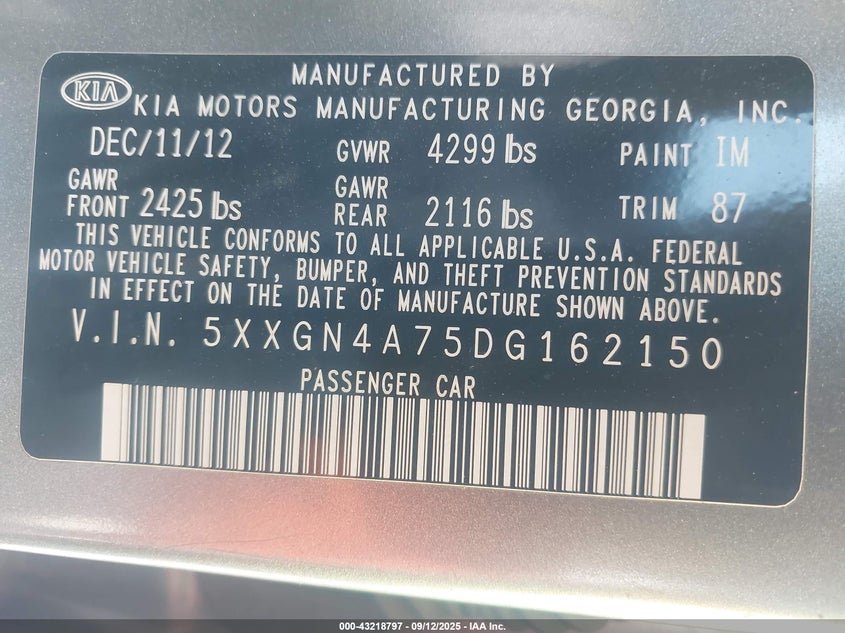 MANUFACTURED BY
KIA KIA MOTORS MANUFACTURING GEORGIA, INC.
DEC/11/12 GVWR 4299 lbs PAINT IM
GAWR FRONT 2425 lbs GAWR REAR 2116 lbs TRIM 87
THIS VEHICLE CONFORMS TO ALL APPLICABLE U.S.A. FEDERAL
MOTOR VEHICLE SAFETY, BUMPER, AND THEFT PREVENTION STANDARDS
IN EFFECT ON THE DATE OF MANUFACTURE SHOWN ABOVE.
V.I.N. 5XXGN4A75DG162150
PASSENGER CAR
000-43218797 - 09/12/2025 - IAA Inc.